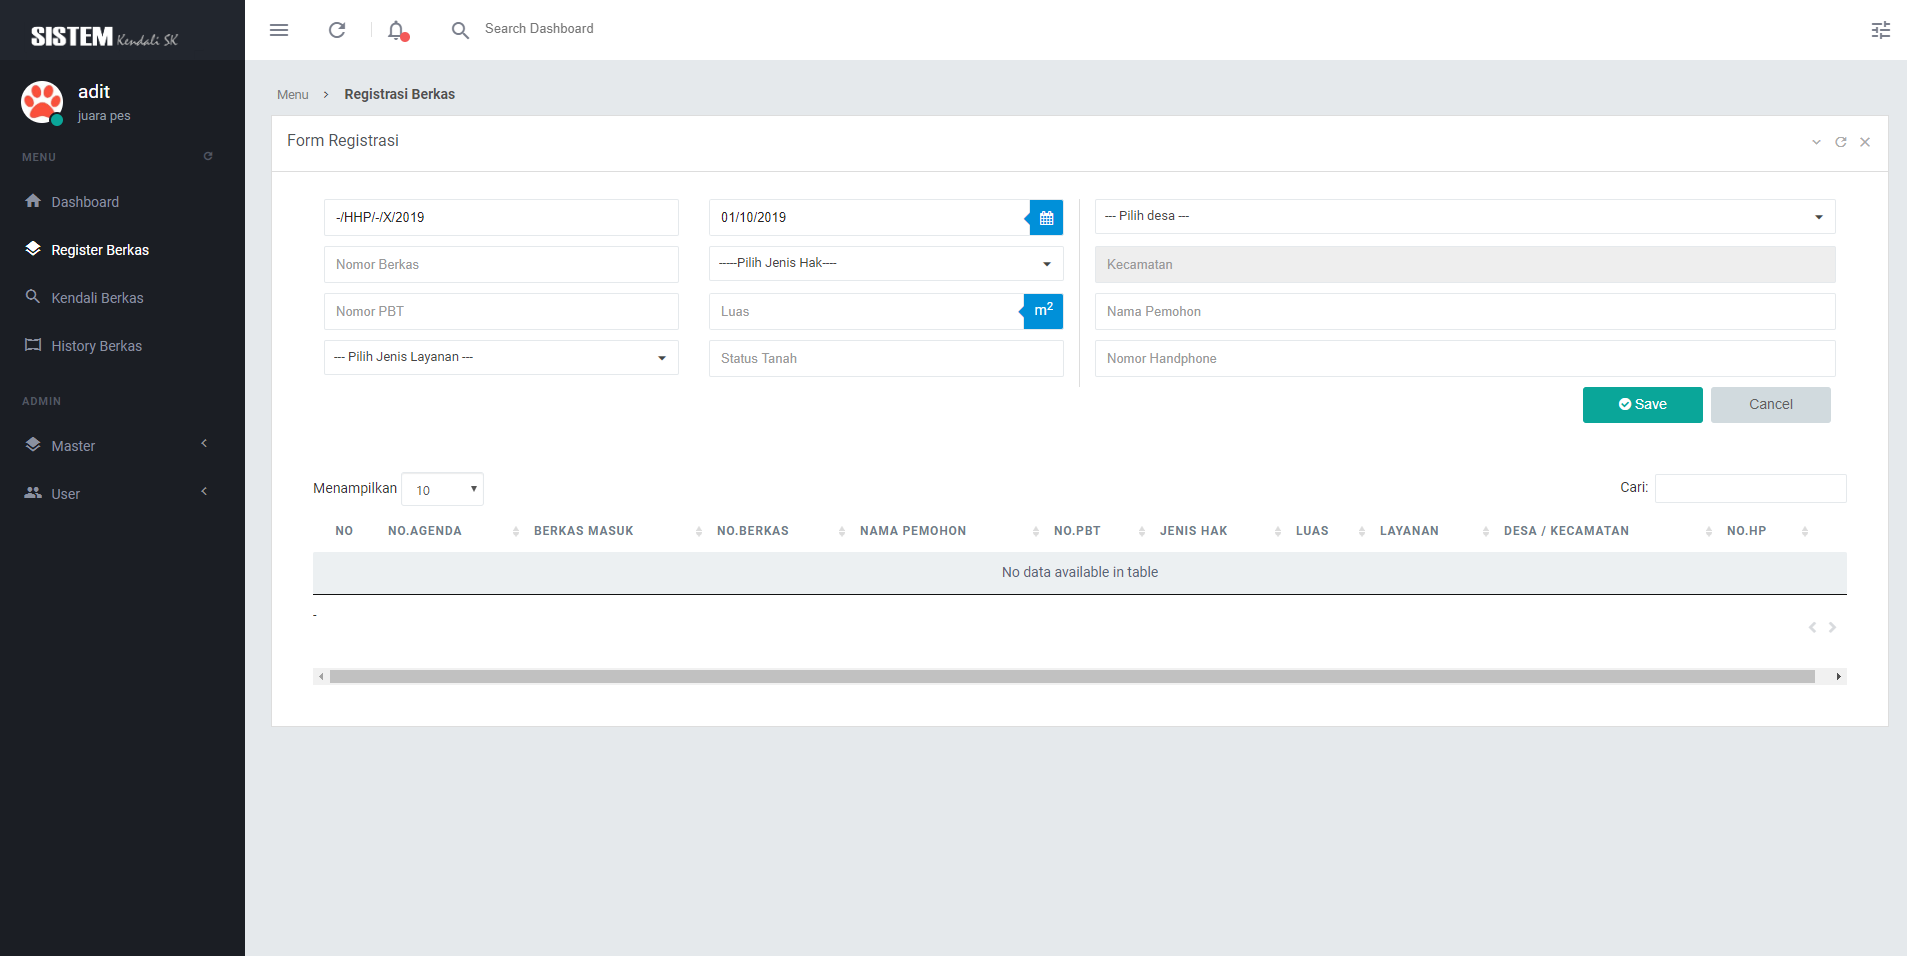 SISTEM Kendali SK
Search Dashboard
adit
juara pes
MENU
Dashboard
Register Berkas
Kendali Berkas
History Berkas
ADMIN
Master
User
Menu > Registrasi Berkas
Form Registrasi
-/HHP/-/X/2019
01/10/2019
--- Pilih desa ---
Nomor Berkas
-----Pilih Jenis Hak----
Kecamatan
Nomor PBT
Luas
m²
Nama Pemohon
--- Pilih Jenis Layanan ---
Status Tanah
Nomor Handphone
Save
Cancel
Menampilkan 10
Cari:
NO NO.AGENDA BERKAS MASUK NO.BERKAS NAMA PEMOHON NO.PBT JENIS HAK LUAS LAYANAN DESA / KECAMATAN NO.HP
No data available in table
-